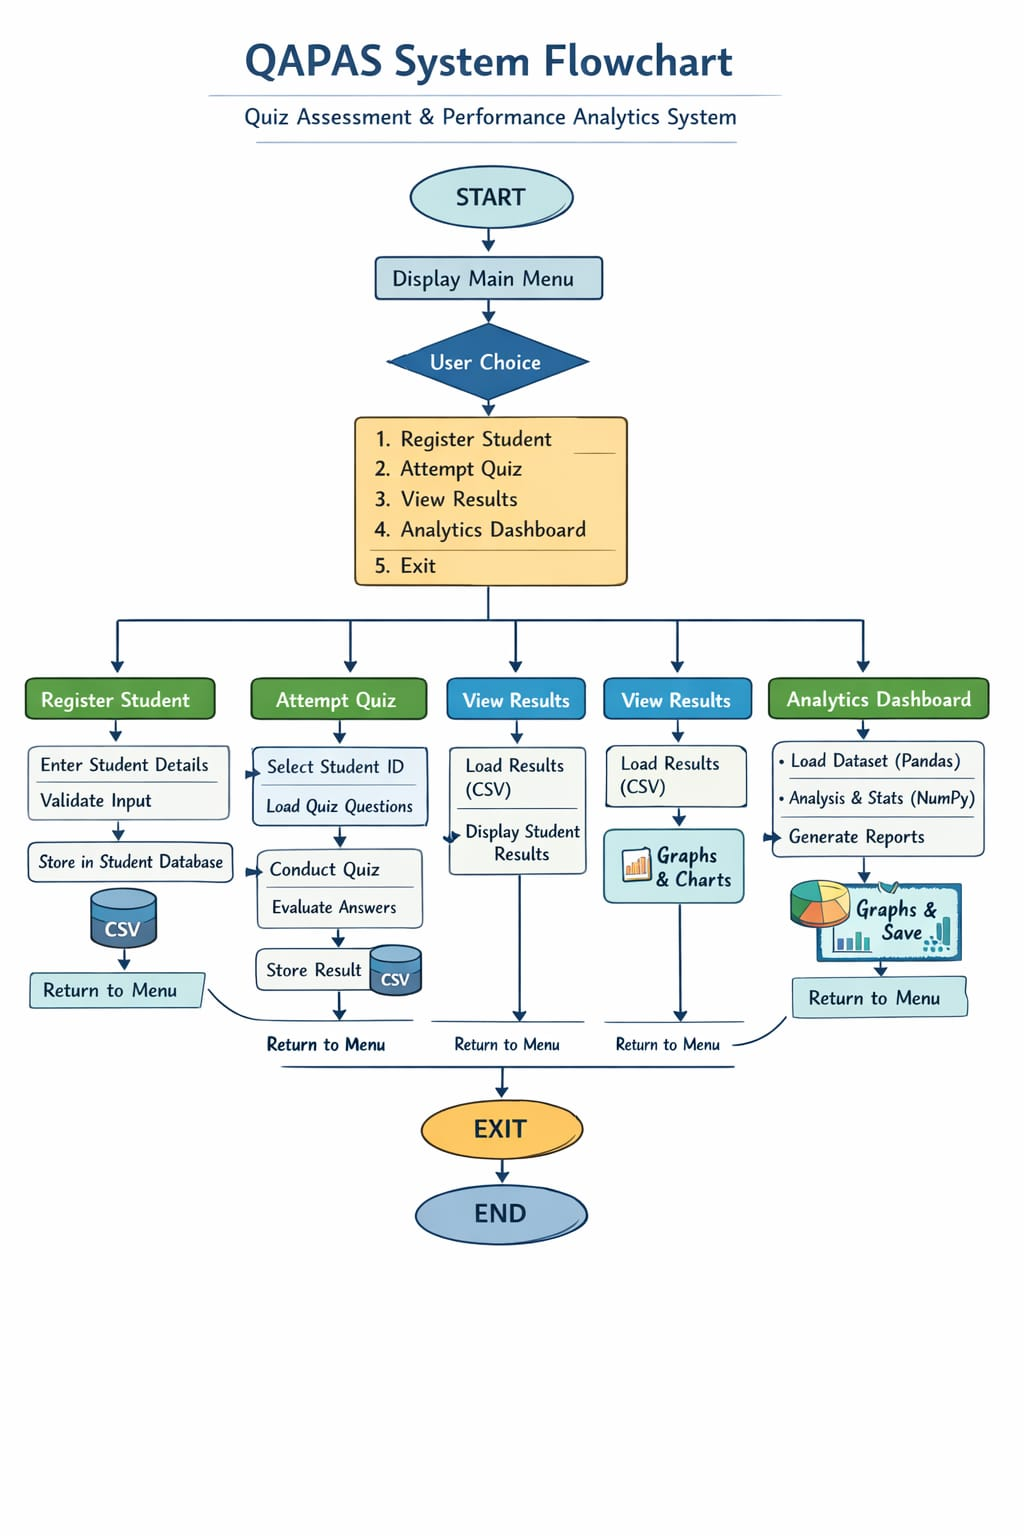 QAPAS System Flowchart
Quiz Assessment & Performance Analytics System
START
Display Main Menu
User Choice
1. Register Student
2. Attempt Quiz
3. View Results
4. Analytics Dashboard
5. Exit
Register Student
Enter Student Details
Validate Input
Store in Student Database
CSV
Return to Menu
Attempt Quiz
Select Student ID
Load Quiz Questions
Conduct Quiz
Evaluate Answers
Store Result
CSV
Return to Menu
View Results
Load Results
(CSV)
Display Student
Results
Return to Menu
View Results
Load Results
(CSV)
Graphs
& Charts
Return to Menu
Analytics Dashboard
• Load Dataset (Pandas)
• Analysis & Stats (NumPy)
Generate Reports
Graphs &
Save
Return to Menu
EXIT
END